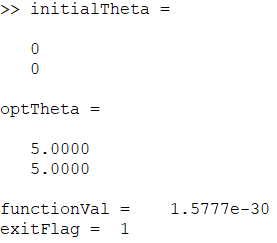 >> initialTheta =
0
0
optTheta =
5.0000
5.0000
functionVal = 1.5777e-30
exitFlag = 1